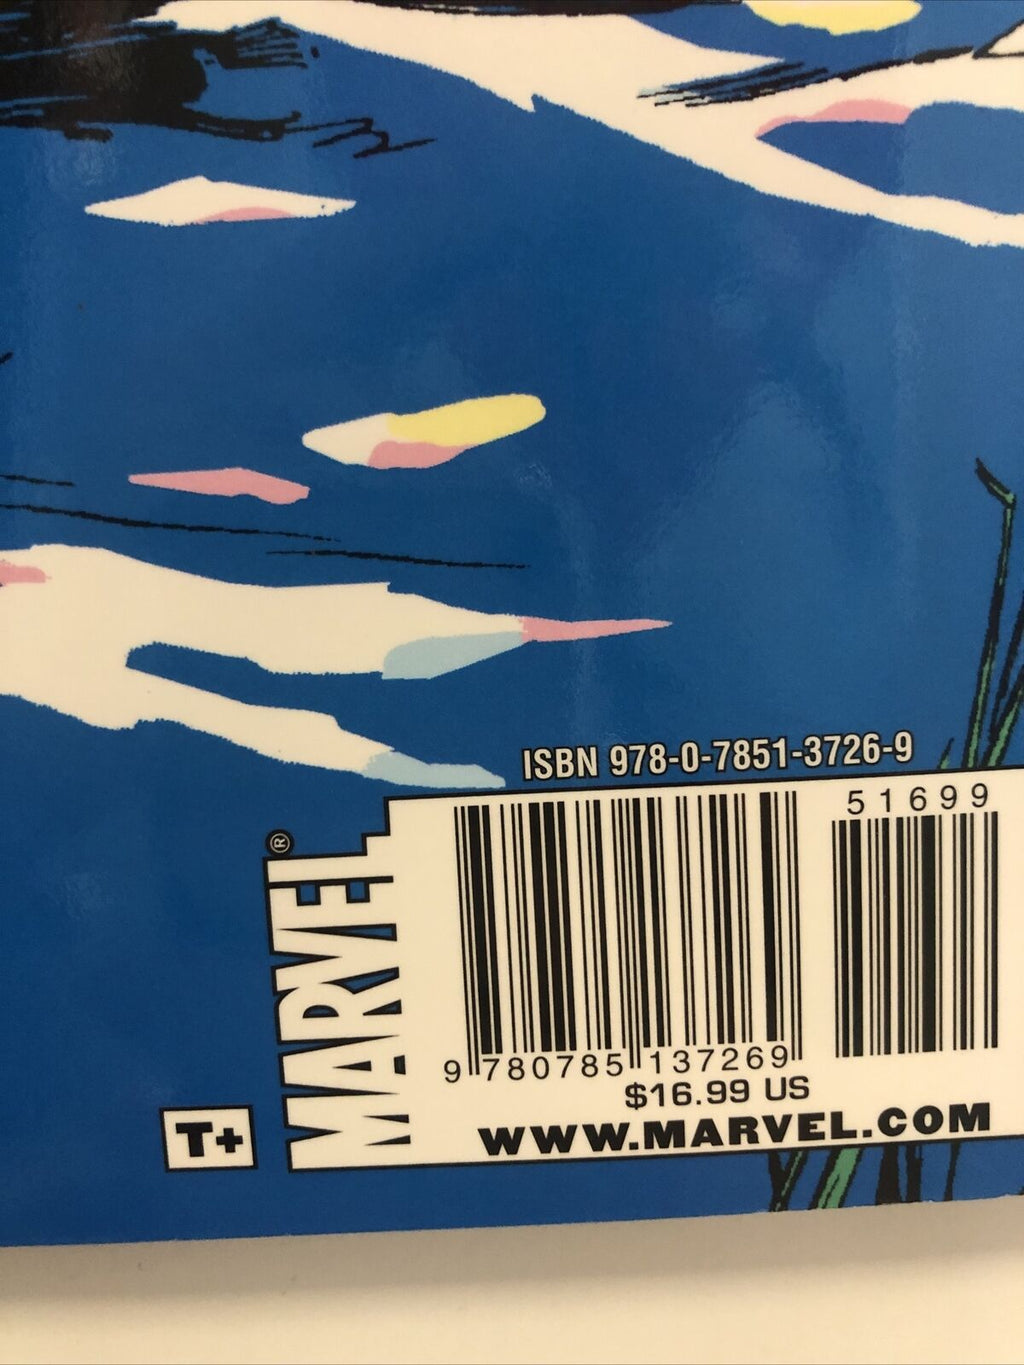 ISBN 978-0-7851-3726-9
51699
MARVEL®
9 780785 137269
$16.99 US
WWW.MARVEL.COM
T+